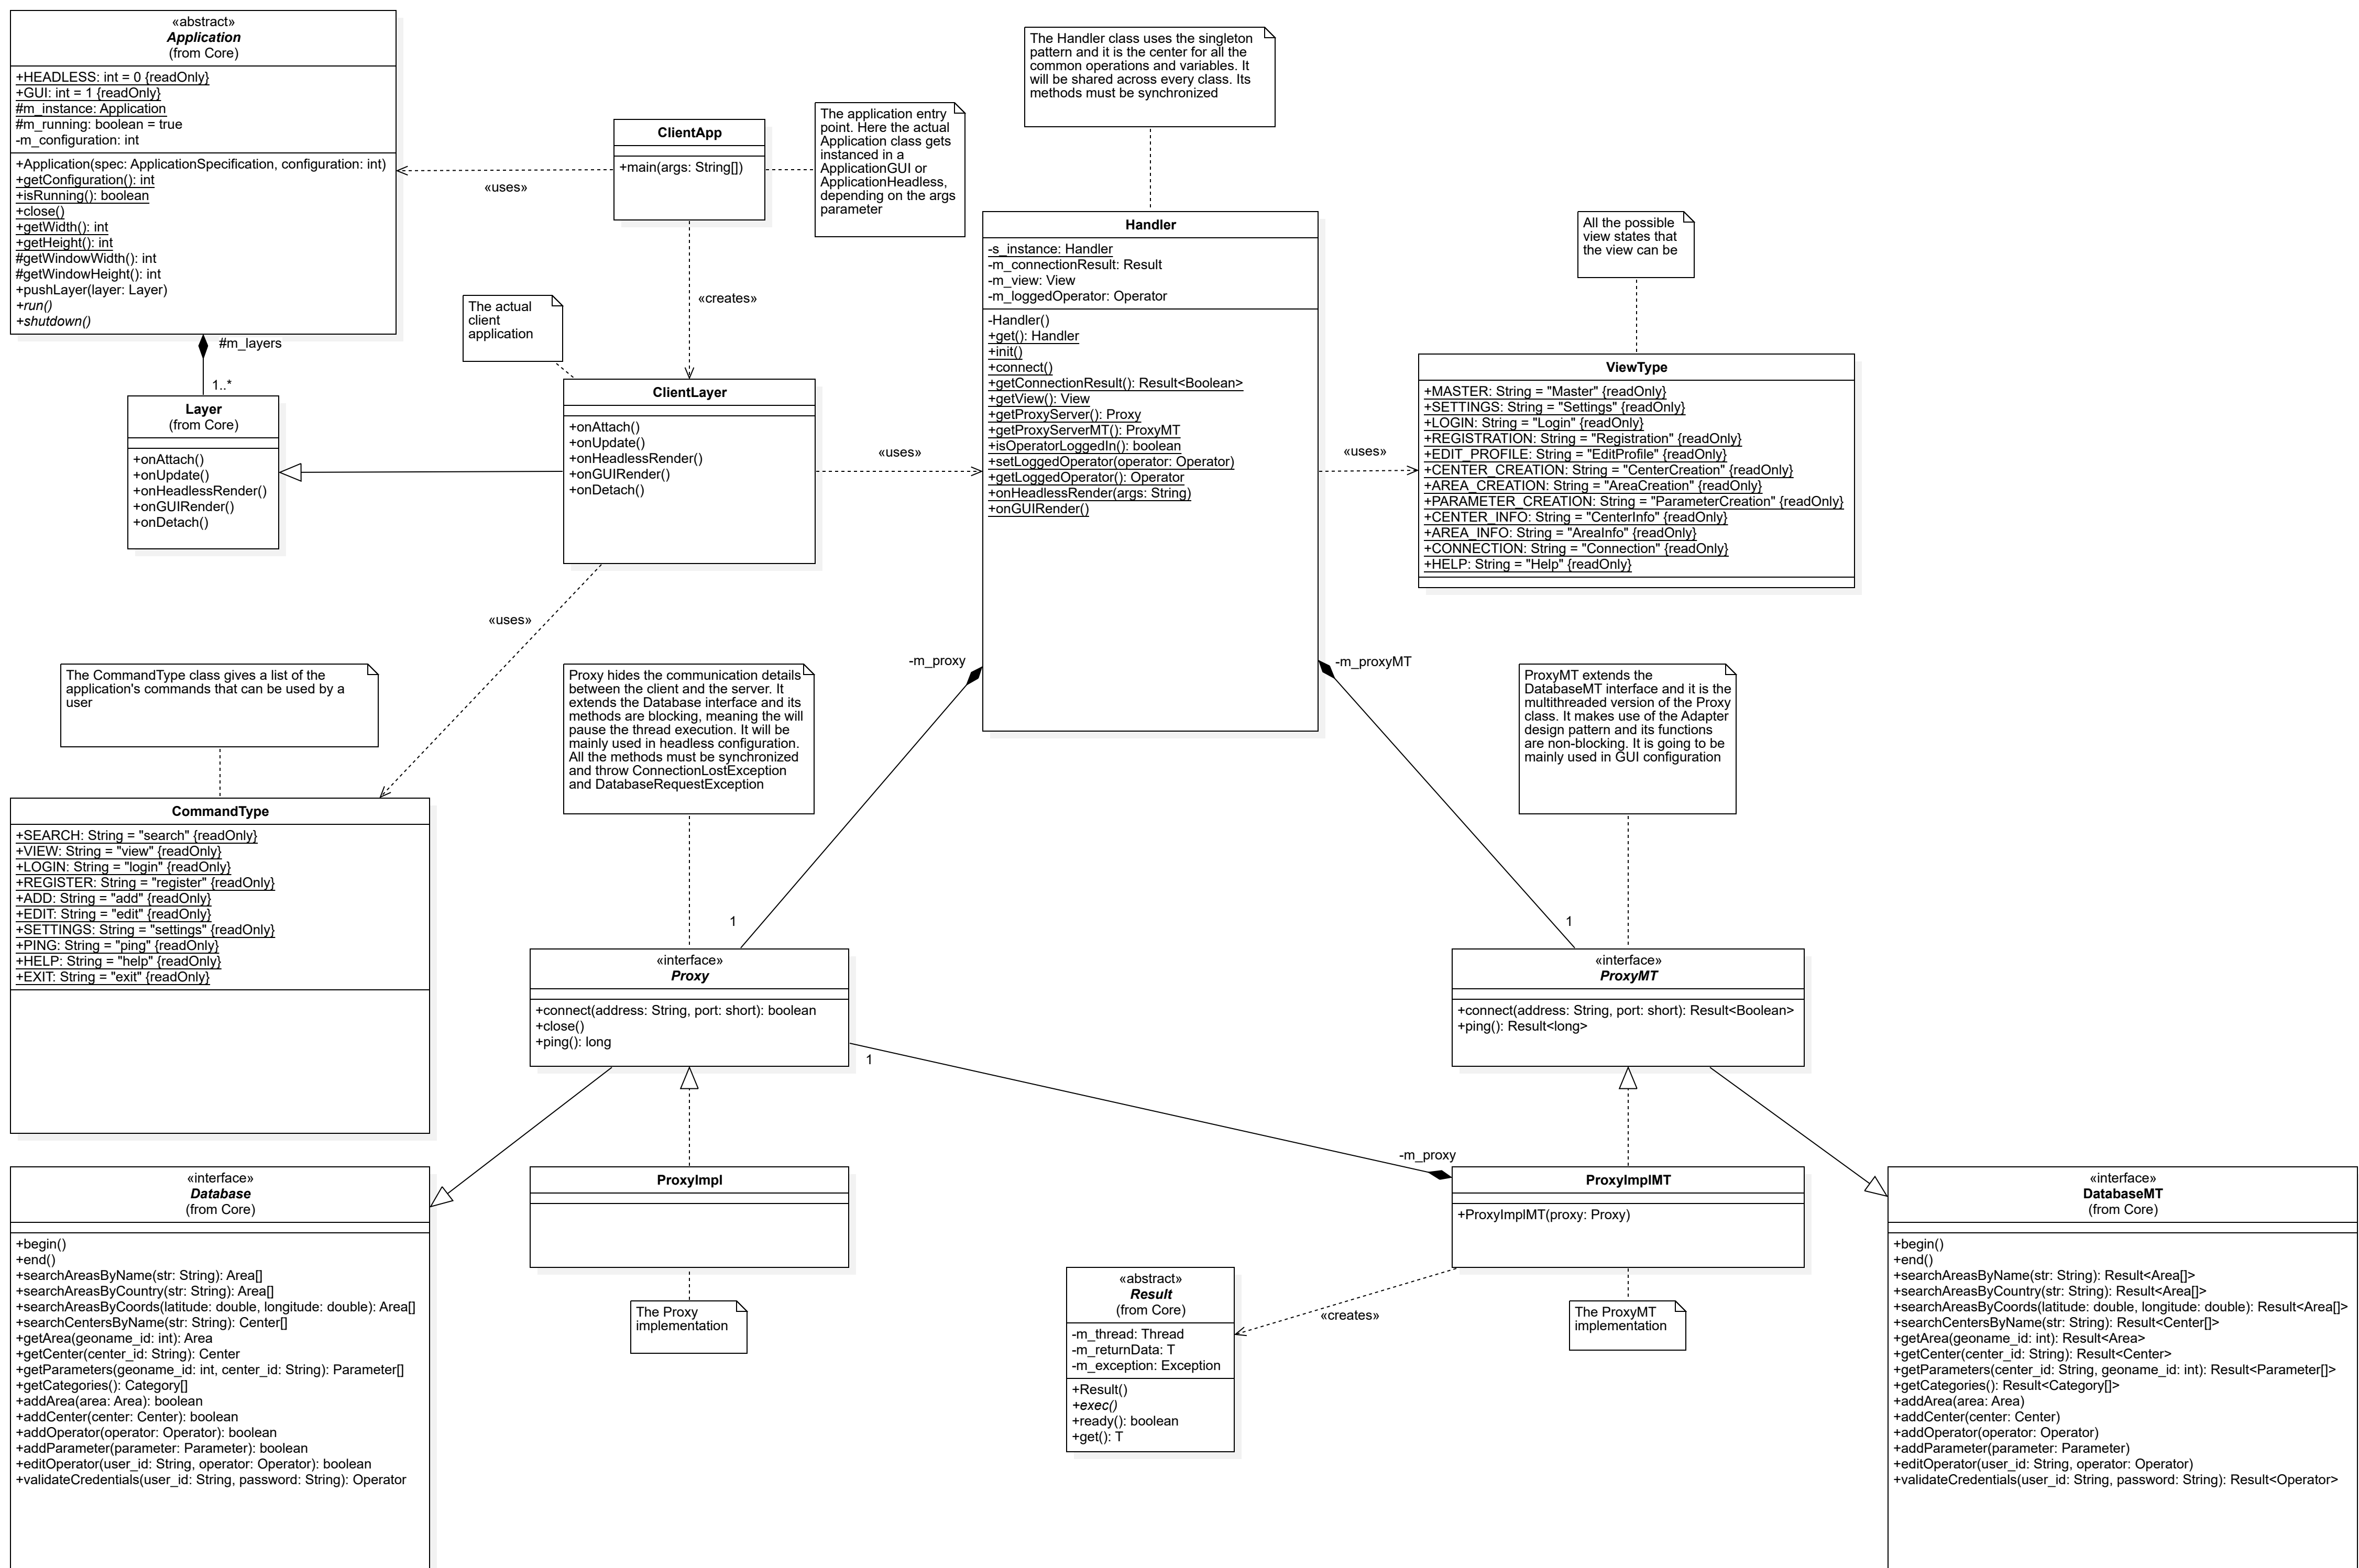 «abstract»
Application
(from Core)
+HEADLESS: int = 0 {readOnly}
+GUI: int = 1 {readOnly}
#m_instance: Application
#m_running: boolean = true
-m_configuration: int
+Application(spec: ApplicationSpecification, configuration: int)
+getConfiguration(): int
+isRunning(): boolean
+close()
+getWidth(): int
+getHeight(): int
#getWindowWidth(): int
#getWindowHeight(): int
+pushLayer(layer: Layer)
+run()
+shutdown()
#m_layers
1..*
Layer
(from Core)
+onAttach()
+onUpdate()
+onHeadlessRender()
+onGUIRender()
+onDetach()
«uses»
ClientApp
+main(args: String[])
The application entry
point. Here the actual
Application class gets
instanced in a
ApplicationGUI or
ApplicationHeadless,
depending on the args
parameter
«creates»
The actual
client
application
ClientLayer
+onAttach()
+onUpdate()
+onHeadlessRender()
+onGUIRender()
+onDetach()
«uses»
The Handler class uses the singleton
pattern and it is the center for all the
common operations and variables. It
will be shared across every class. Its
methods must be synchronized
Handler
-s_instance: Handler
-m_connectionResult: Result
-m_view: View
-m_loggedOperator: Operator
-Handler()
+get(): Handler
+init()
+connect()
+getConnectionResult(): Result<Boolean>
+getView(): View
+getProxyServer(): Proxy
+getProxyServerMT(): ProxyMT
+isOperatorLoggedIn(): boolean
+setLoggedOperator(operator: Operator)
+getLoggedOperator(): Operator
+onHeadlessRender(args: String)
+onGUIRender()
«uses»
All the possible
view states that
the view can be
ViewType
+MASTER: String = "Master" {readOnly}
+SETTINGS: String = "Settings" {readOnly}
+LOGIN: String = "Login" {readOnly}
+REGISTRATION: String = "Registration" {readOnly}
+EDIT_PROFILE: String = "EditProfile" {readOnly}
+CENTER_CREATION: String = "CenterCreation" {readOnly}
+AREA_CREATION: String = "AreaCreation" {readOnly}
+PARAMETER_CREATION: String = "ParameterCreation" {readOnly}
+CENTER_INFO: String = "CenterInfo" {readOnly}
+AREA_INFO: String = "AreaInfo" {readOnly}
+CONNECTION: String = "Connection" {readOnly}
+HELP: String = "Help" {readOnly}
«uses»
The CommandType class gives a list of the
application's commands that can be used by a
user
CommandType
+SEARCH: String = "search" {readOnly}
+VIEW: String = "view" {readOnly}
+LOGIN: String = "login" {readOnly}
+REGISTER: String = "register" {readOnly}
+ADD: String = "add" {readOnly}
+EDIT: String = "edit" {readOnly}
+SETTINGS: String = "settings" {readOnly}
+PING: String = "ping" {readOnly}
+HELP: String = "help" {readOnly}
+EXIT: String = "exit" {readOnly}
Proxy hides the communication details
between the client and the server. It
extends the Database interface and its
methods are blocking, meaning the will
pause the thread execution. It will be
mainly used in headless configuration.
All the methods must be synchronized
and throw ConnectionLostException
and DatabaseRequestException
-m_proxy
1
-m_proxyMT
1
ProxyMT extends the
DatabaseMT interface and it is the
multithreaded version of the Proxy
class. It makes use of the Adapter
design pattern and its functions
are non-blocking. It is going to be
mainly used in GUI configuration
«interface»
Proxy
+connect(address: String, port: short): boolean
+close()
+ping(): long
1
-m_proxy
«interface»
ProxyMT
+connect(address: String, port: short): Result<Boolean>
+ping(): Result<long>
«interface»
Database
(from Core)
+begin()
+end()
+searchAreasByName(str: String): Area[]
+searchAreasByCountry(str: String): Area[]
+searchAreasByCoords(latitude: double, longitude: double): Area[]
+searchCentersByName(str: String): Center[]
+getArea(geoname_id: int): Area
+getCenter(center_id: String): Center
+getParameters(geoname_id: int, center_id: String): Parameter[]
+getCategories(): Category[]
+addArea(area: Area): boolean
+addCenter(center: Center): boolean
+addOperator(operator: Operator): boolean
+addParameter(parameter: Parameter): boolean
+editOperator(user_id: String, operator: Operator): boolean
+validateCredentials(user_id: String, password: String): Operator
ProxyImpl
The Proxy
implementation
ProxyImplMT
+ProxyImplMT(proxy: Proxy)
The ProxyMT
implementation
«creates»
«abstract»
Result
(from Core)
-m_thread: Thread
-m_returnData: T
-m_exception: Exception
+Result()
+exec()
+ready(): boolean
+get(): T
«interface»
DatabaseMT
(from Core)
+begin()
+end()
+searchAreasByName(str: String): Result<Area[]>
+searchAreasByCountry(str: String): Result<Area[]>
+searchAreasByCoords(latitude: double, longitude: double): Result<Area[]>
+searchCentersByName(str: String): Result<Center[]>
+getArea(geoname_id: int): Result<Area>
+getCenter(center_id: String): Result<Center>
+getParameters(center_id: String, geoname_id: int): Result<Parameter[]>
+getCategories(): Result<Category[]>
+addArea(area: Area)
+addCenter(center: Center)
+addOperator(operator: Operator)
+addParameter(parameter: Parameter)
+editOperator(user_id: String, operator: Operator)
+validateCredentials(user_id: String, password: String): Result<Operator>